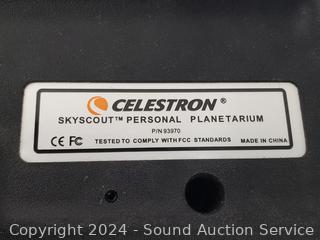 CELESTRON®
SKYSCOUT™ PERSONAL PLANETARIUM
P/N 93970
CE FC TESTED TO COMPLY WITH FCC STANDARDS MADE IN CHINA
Copyright © 2024 - Sound Auction Service